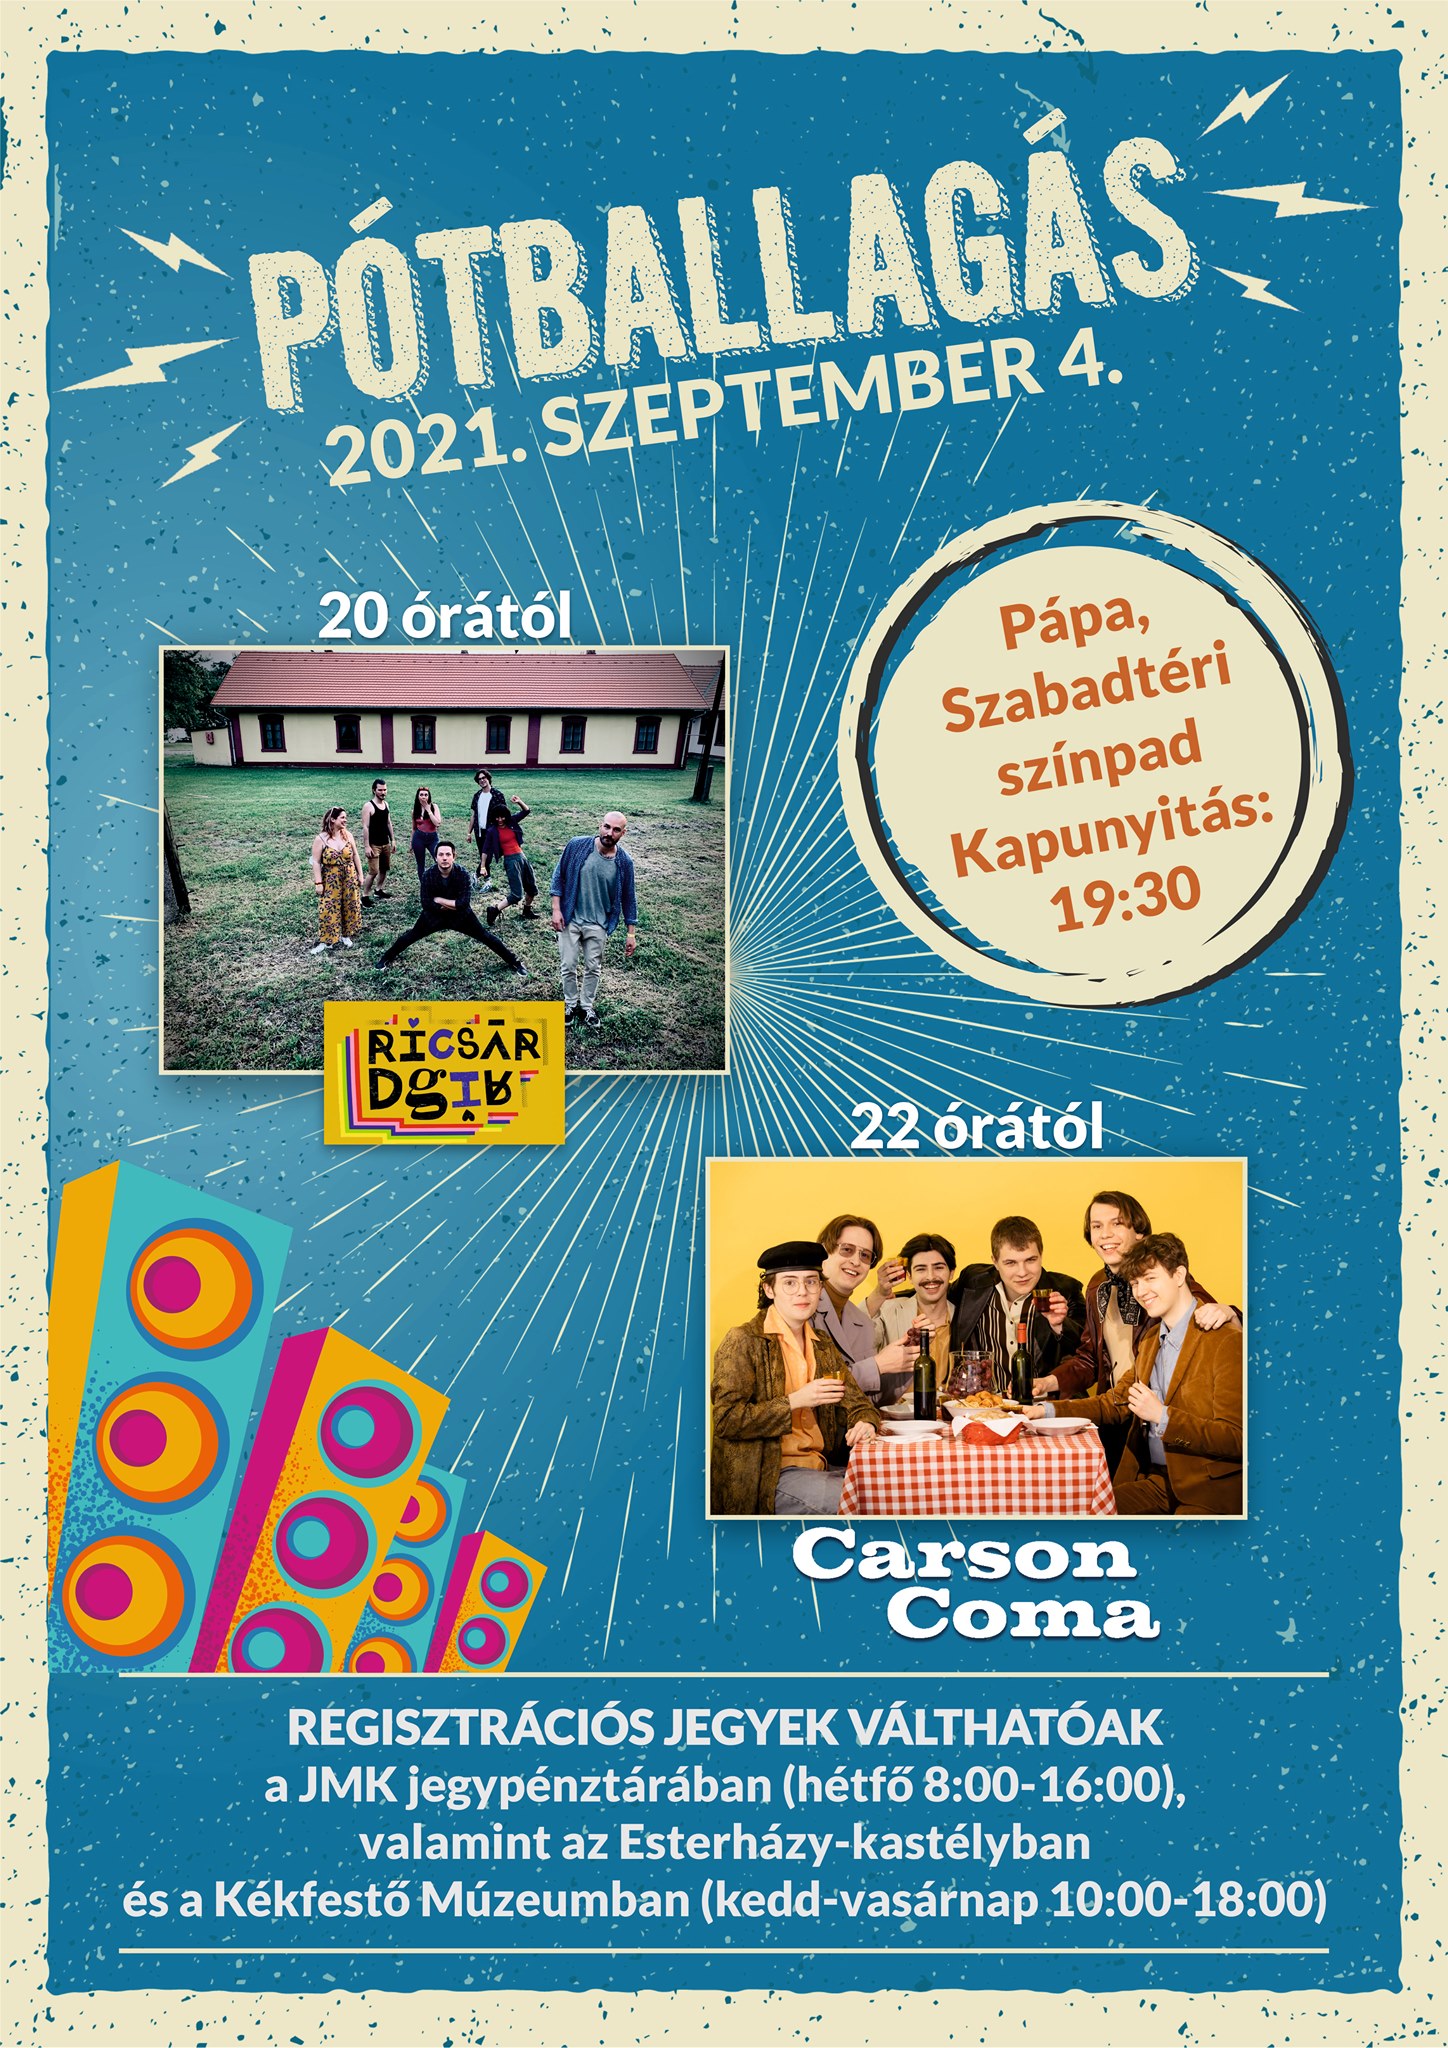 PÓTBALLAGÁS
2021. SZEPTEMBER 4.
20 órától
Pápa,
Szabadtéri
színpad
Kapunyitás:
19:30
RICSÁR
DGIR
22 órától
Carson
Coma
REGISZTRÁCIÓS JEGYEK VÁLTHATÓAK
a JMK jegypénztárában (hétfő 8:00-16:00),
valamint az Esterházy-kastélyban
és a Kékfestő Múzeumban (kedd-vasárnap 10:00-18:00)